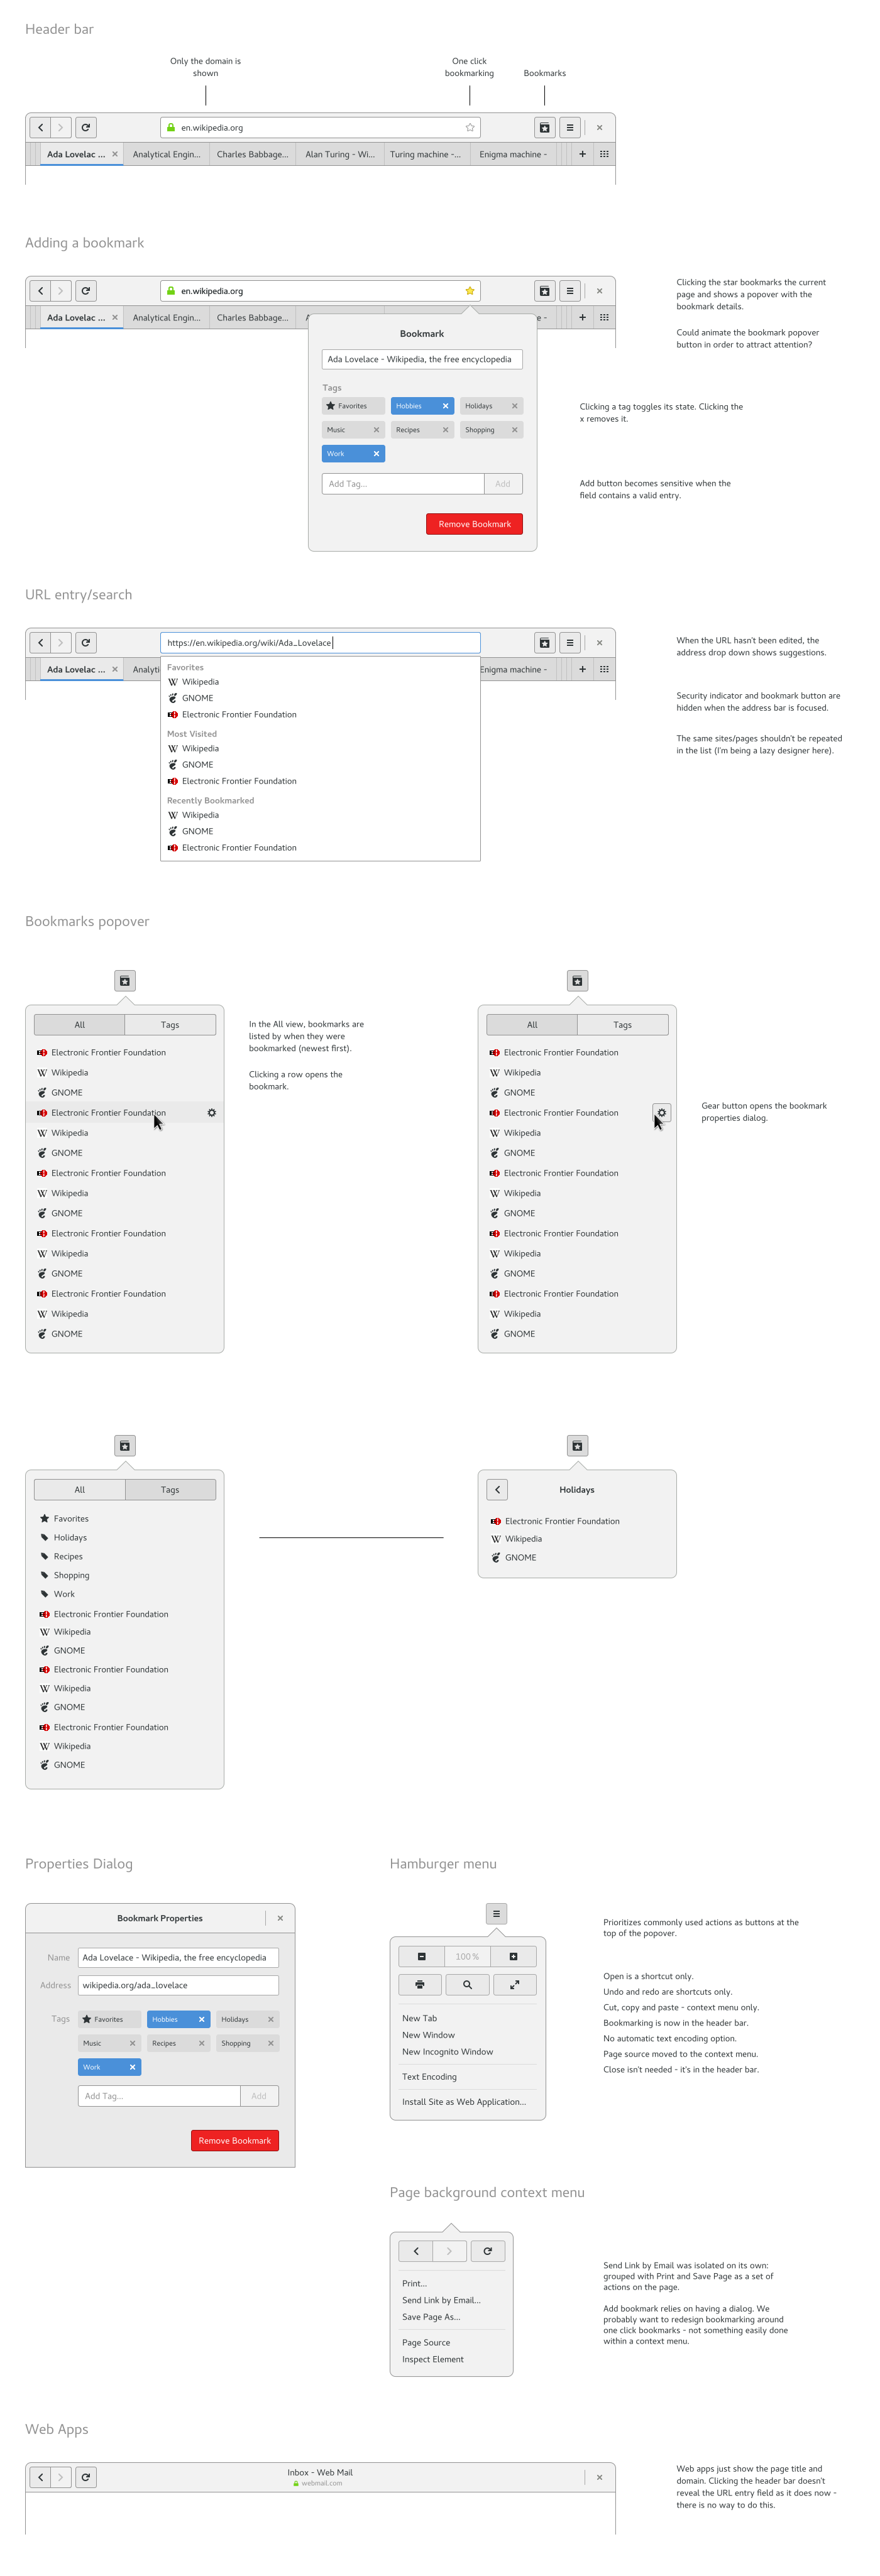 Header bar
Only the domain is
shown
One click
bookmarking
Bookmarks
en.wikipedia.org
Ada Lovelac ...
Analytical Engin...
Charles Babbage...
Alan Turing - Wi...
Turing machine -...
Enigma machine -
Adding a bookmark
en.wikipedia.org
Ada Lovelac ...
Analytical Engin...
Charles Babbage...
A
e -
Clicking the star bookmarks the current
page and shows a popover with the
bookmark details.
Could animate the bookmark popover
button in order to attract attention?
Bookmark
Ada Lovelace - Wikipedia, the free encyclopedia
Tags
Favorites
Hobbies
Holidays
Music
Recipes
Shopping
Work
Add Tag...
Add
Remove Bookmark
Clicking a tag toggles its state. Clicking the
x removes it.
Add button becomes sensitive when the
field contains a valid entry.
URL entry/search
https://en.wikipedia.org/wiki/Ada_Lovelace
Ada Lovelac ...
Analyti
Enigma machine -
Favorites
Wikipedia
GNOME
Electronic Frontier Foundation
Most Visited
Wikipedia
GNOME
Electronic Frontier Foundation
Recently Bookmarked
Wikipedia
GNOME
Electronic Frontier Foundation
When the URL hasn't been edited, the
address drop down shows suggestions.
Security indicator and bookmark button are
hidden when the address bar is focused.
The same sites/pages shouldn't be repeated
in the list (I'm being a lazy designer here).
Bookmarks popover
All
Tags
Electronic Frontier Foundation
Wikipedia
GNOME
Electronic Frontier Foundation
Wikipedia
GNOME
Electronic Frontier Foundation
Wikipedia
GNOME
Electronic Frontier Foundation
Wikipedia
GNOME
Electronic Frontier Foundation
Wikipedia
GNOME
In the All view, bookmarks are
listed by when they were
bookmarked (newest first).
Clicking a row opens the
bookmark.
All
Tags
Electronic Frontier Foundation
Wikipedia
GNOME
Electronic Frontier Foundation
Wikipedia
GNOME
Electronic Frontier Foundation
Wikipedia
GNOME
Electronic Frontier Foundation
Wikipedia
GNOME
Electronic Frontier Foundation
Wikipedia
GNOME
Gear button opens the bookmark
properties dialog.
All
Tags
Favorites
Holidays
Recipes
Shopping
Work
Electronic Frontier Foundation
Wikipedia
GNOME
Electronic Frontier Foundation
Wikipedia
GNOME
Electronic Frontier Foundation
Wikipedia
GNOME
Holidays
Electronic Frontier Foundation
Wikipedia
GNOME
Properties Dialog
Bookmark Properties
Name
Ada Lovelace - Wikipedia, the free encyclopedia
Address
wikipedia.org/ada_lovelace
Tags
Favorites
Hobbies
Holidays
Music
Recipes
Shopping
Work
Add Tag...
Add
Remove Bookmark
Hamburger menu
100 %
New Tab
New Window
New Incognito Window
Text Encoding
Install Site as Web Application...
Prioritizes commonly used actions as buttons at the
top of the popover.
Open is a shortcut only.
Undo and redo are shortcuts only.
Cut, copy and paste - context menu only.
Bookmarking is now in the header bar.
No automatic text encoding option.
Page source moved to the context menu.
Close isn't needed - it's in the header bar.
Page background context menu
Print...
Send Link by Email...
Save Page As...
Page Source
Inspect Element
Send Link by Email was isolated on its own:
grouped with Print and Save Page as a set of
actions on the page.
Add bookmark relies on having a dialog. We
probably want to redesign bookmarking around
one click bookmarks - not something easily done
within a context menu.
Web Apps
Inbox - Web Mail
webmail.com
Web apps just show the page title and
domain. Clicking the header bar doesn't
reveal the URL entry field as it does now -
there is no way to do this.